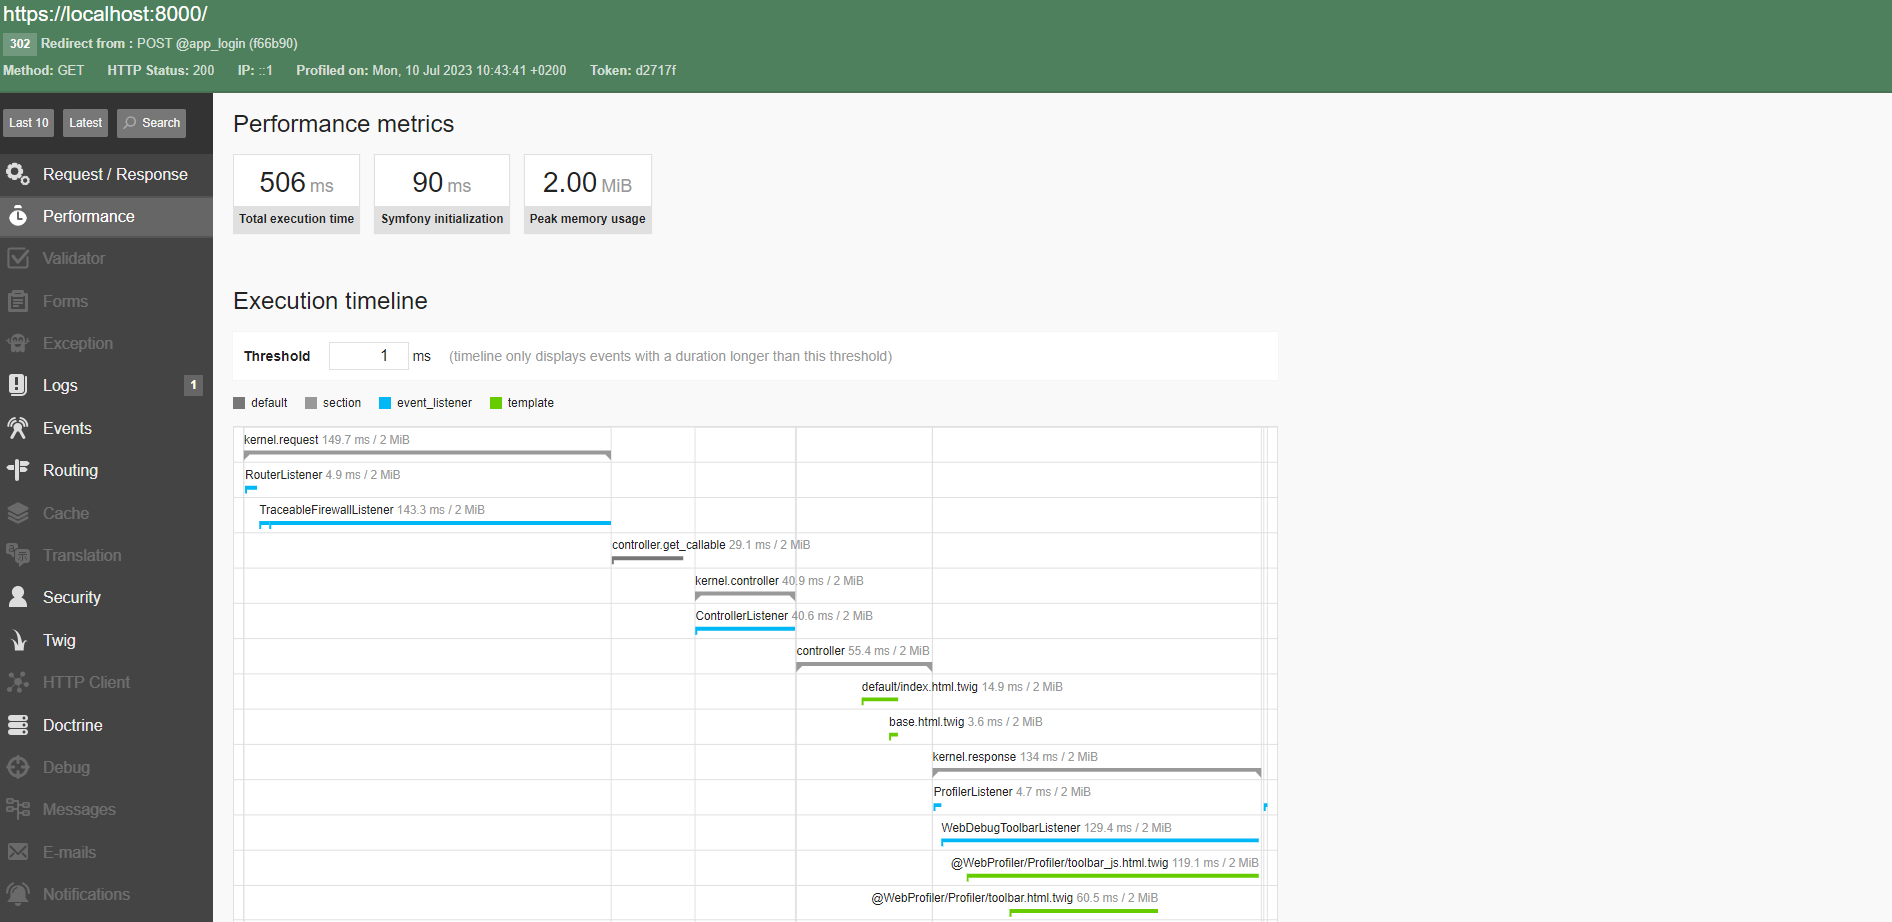 https://localhost:8000/
302 Redirect from : POST @app_login (f66b90)
Method: GET HTTP Status: 200 IP: ::1 Profiled on: Mon, 10 Jul 2023 10:43:41 +0200 Token: d2717f
Last 10 Latest Search
Request / Response
Performance
Validator
Forms
Exception
Logs 1
Events
Routing
Cache
Translation
Security
Twig
HTTP Client
Doctrine
Debug
Messages
E-mails
Notifications
Performance metrics
506 ms 90 ms 2.00 MiB
Total execution time Symfony initialization Peak memory usage
Execution timeline
Threshold 1 ms (timeline only displays events with a duration longer than this threshold)
default section event_listener template
kernel.request 149.7 ms / 2 MiB
RouterListener 4.9 ms / 2 MiB
TraceableFirewallListener 143.3 ms / 2 MiB
controller.get_callable 29.1 ms / 2 MiB
kernel.controller 40.9 ms / 2 MiB
ControllerListener 40.6 ms / 2 MiB
controller 55.4 ms / 2 MiB
default/index.html.twig 14.9 ms / 2 MiB
base.html.twig 3.6 ms / 2 MiB
kernel.response 134 ms / 2 MiB
ProfilerListener 4.7 ms / 2 MiB
WebDebugToolbarListener 129.4 ms / 2 MiB
@WebProfiler/Profiler/toolbar_js.html.twig 119.1 ms / 2 MiB
@WebProfiler/Profiler/toolbar.html.twig 60.5 ms / 2 MiB